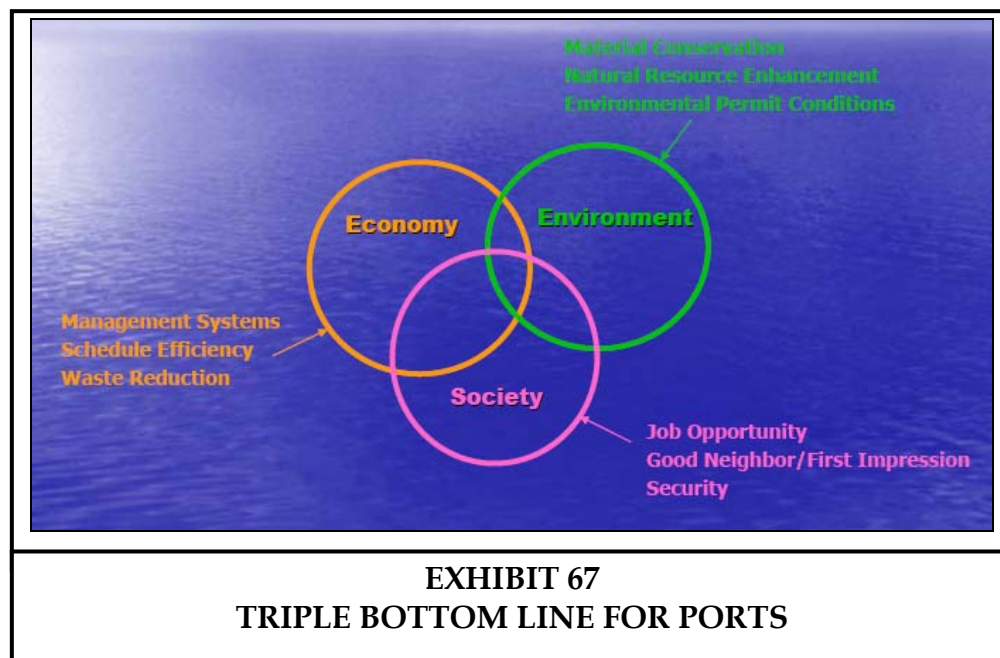 Material Conservation
Natural Resource Enhancement
Environmental Permit Conditions
Economy
Environment
Management Systems
Schedule Efficiency
Waste Reduction
Society
Job Opportunity
Good Neighbor/First Impression
Security
EXHIBIT 67
TRIPLE BOTTOM LINE FOR PORTS